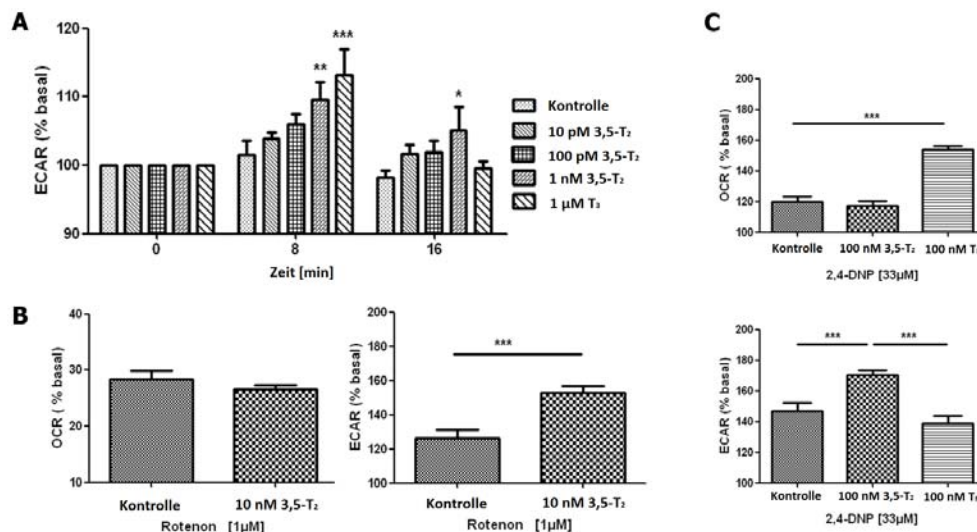 A
ECAR (% basal)
120
110
100
90
***
**
*
0
8
16
Zeit [min]
Kontrolle
10 pM 3,5-T₂
100 pM 3,5-T₂
1 nM 3,5-T₂
1 µM T₃
B
OCR ( % basal)
40
30
20
10
Kontrolle
10 nM 3,5-T₂
Rotenon [1µM]
ECAR ( % basal)
200
180
160
140
120
100
***
Kontrolle
10 nM 3,5-T₂
Rotenon [1µM]
C
OCR ( % basal)
200
180
160
140
120
100
***
Kontrolle
100 nM 3,5-T₂
100 nM T
2,4-DNP [33µM]
ECAR ( % basal)
200
180
160
140
120
100
***
***
Kontrolle
100 nM 3,5-T₂
100 nM T
2,4-DNP [33µM]